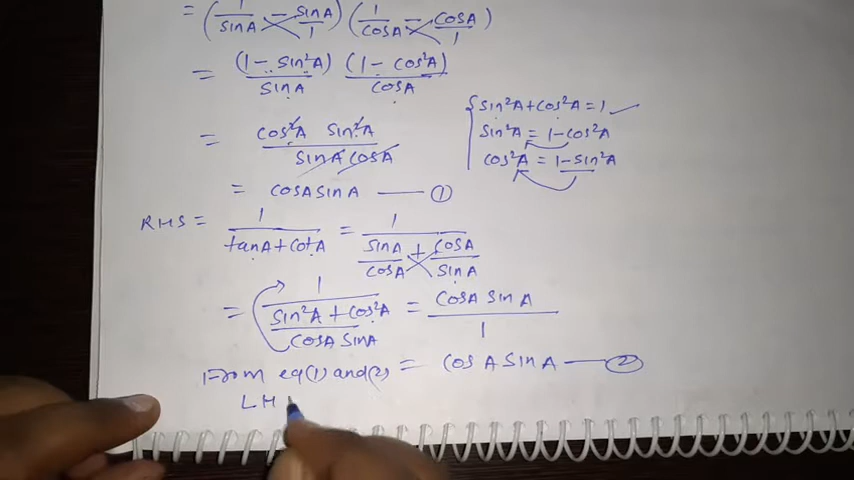 = (1/sinA − sinA/1) (1/cosA − cosA/1)
= (1 − sin²A)/sinA (1 − cos²A)/cosA
{ sin²A + cos²A = 1
sin²A = 1 − cos²A
cos²A = 1 − sin²A
= cos²A sin²A / sinA cosA
= cosA sinA —— ①
RHS = 1/(tanA + cotA) = 1/(sinA/cosA + cosA/sinA)
= 1/((sin²A + cos²A)/(cosA sinA)) = cosA sinA / 1
From eq(1) and(2) = cosA sinA —— ②
LH